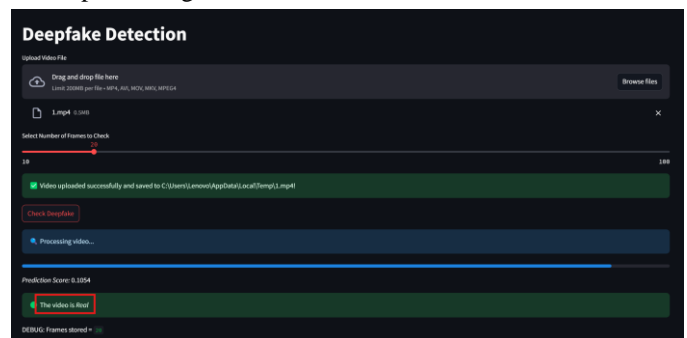 Deepfake Detection
Upload Video File
Drag and drop file here
Limit 200MB per file • MP4, AVI, MOV, MKV, MPEG4
Browse files
1.mp4 0.5MB
Select Number of Frames to Check
20
10 100
Video uploaded successfully and saved to C:\Users\Lenovo\AppData\Local\Temp\1.mp4!
Check Deepfake
Processing video...
Prediction Score: 0.1054
The video is Real
DEBUG: Frames stored =